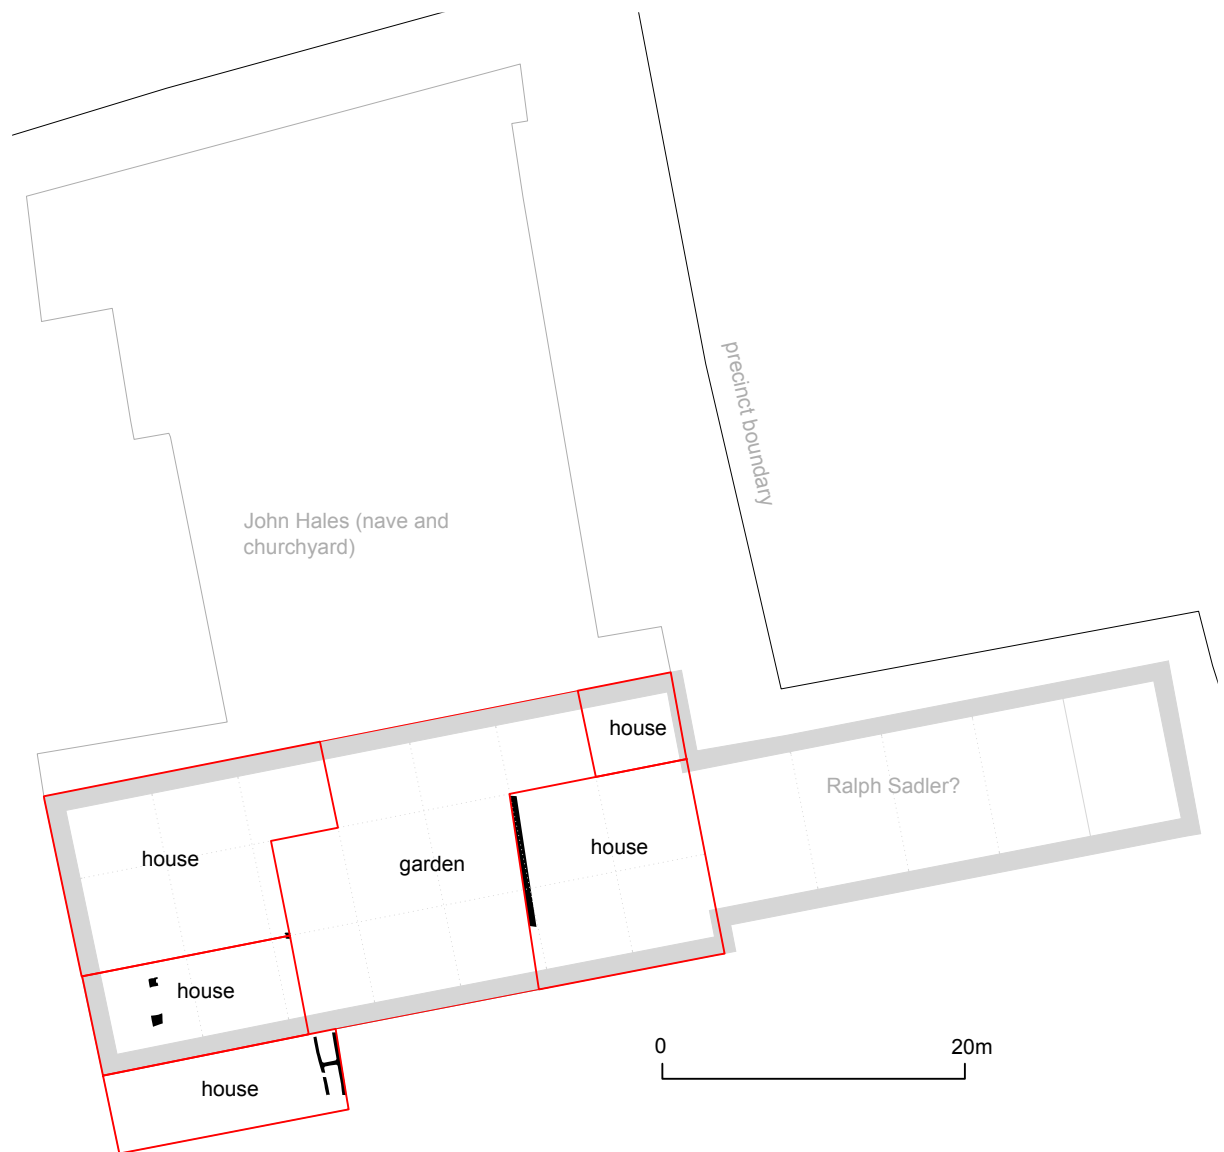 precinct boundary
John Hales (nave and
churchyard)
house
Ralph Sadler?
house
house
garden
house
house
0 20m